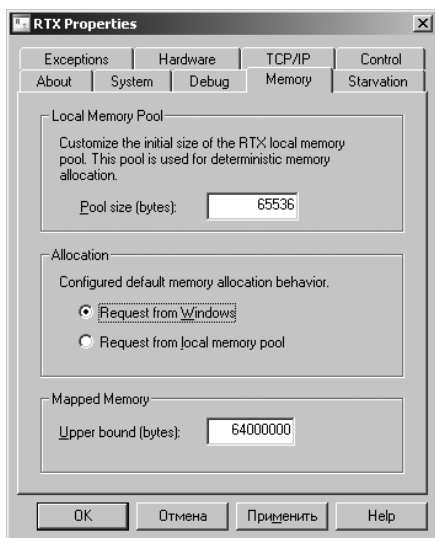 RTX Properties
Exceptions Hardware TCP/IP Control
About System Debug Memory Starvation
Local Memory Pool
Customize the initial size of the RTX local memory
pool. This pool is used for deterministic memory
allocation.
Pool size (bytes): 65536
Allocation
Configured default memory allocation behavior.
Request from Windows
Request from local memory pool
Mapped Memory
Upper bound (bytes): 64000000
OK Отмена Применить Help